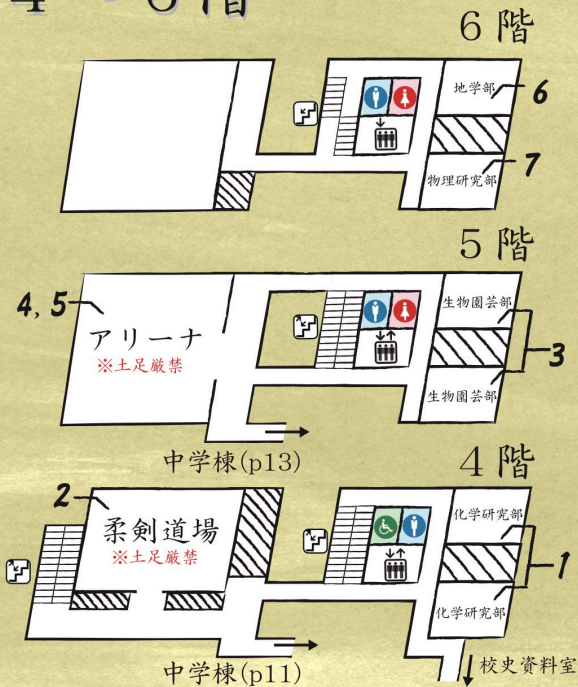 6階
地学部
6
7
物理研究部
5階
4, 5
アリーナ
※土足厳禁
生物園芸部
3
生物園芸部
中学棟(p13)
4階
2
柔剣道場
※土足厳禁
化学研究部
1
化学研究部
中学棟(p11)
校史資料室